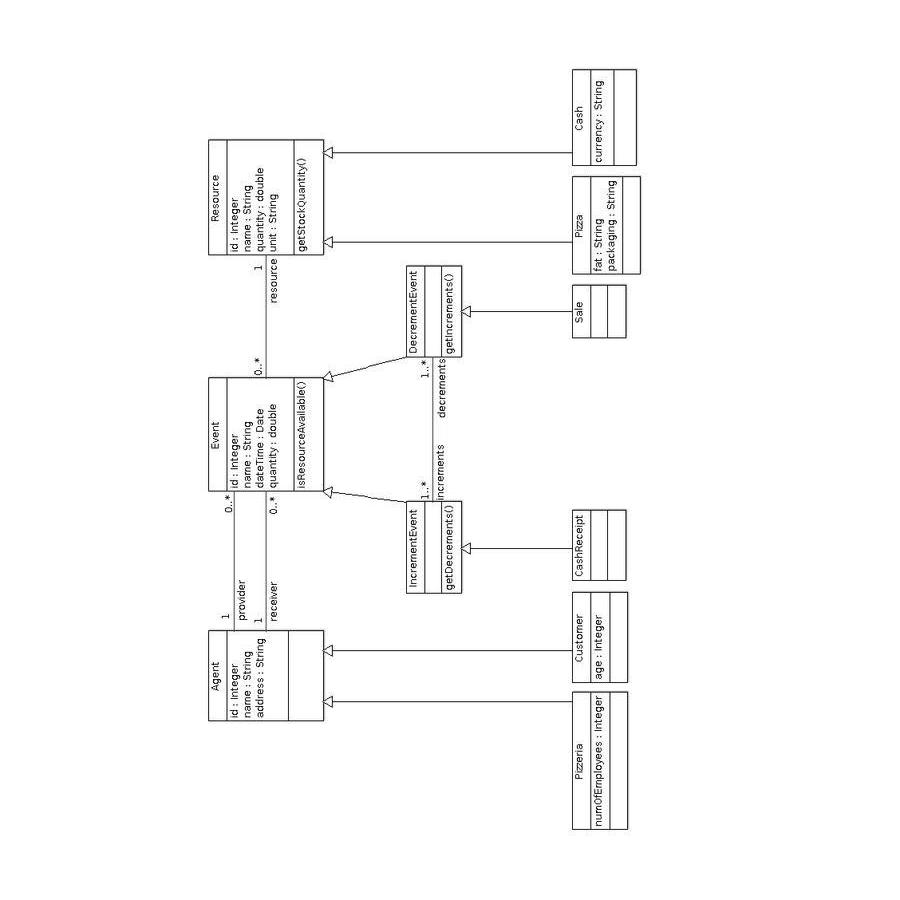 Agent
id : Integer
name : String
address : String
1
provider
0..*
1
receiver
0..*
Event
id : Integer
name : String
dateTime : Date
quantity : double
isResourceAvailable()
0..*
1
resource
Resource
id : Integer
name : String
quantity : double
unit : String
getStockQuantity()
IncrementEvent
getDecrements()
1..*
increments
1..*
decrements
DecrementEvent
getIncrements()
Pizzeria
numOfEmployees : Integer
Customer
age : Integer
CashReceipt
Sale
Pizza
fat : String
packaging : String
Cash
currency : String